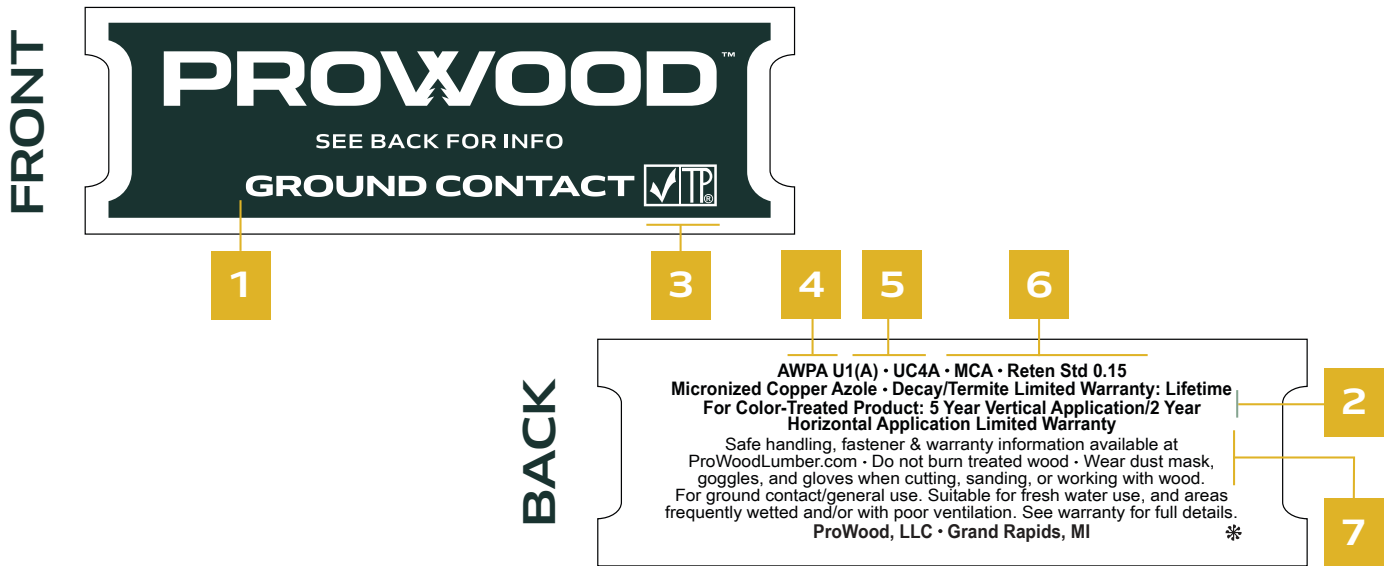 FRONT
PROWOOD™
SEE BACK FOR INFO
GROUND CONTACT ✓TP®
1
3
4
5
6
BACK
AWPA U1(A) · UC4A · MCA · Reten Std 0.15
Micronized Copper Azole · Decay/Termite Limited Warranty: Lifetime
For Color-Treated Product: 5 Year Vertical Application/2 Year
Horizontal Application Limited Warranty
2
Safe handling, fastener & warranty information available at
ProWoodLumber.com · Do not burn treated wood · Wear dust mask,
goggles, and gloves when cutting, sanding, or working with wood.
For ground contact/general use. Suitable for fresh water use, and areas
frequently wetted and/or with poor ventilation. See warranty for full details.
ProWood, LLC · Grand Rapids, MI
7